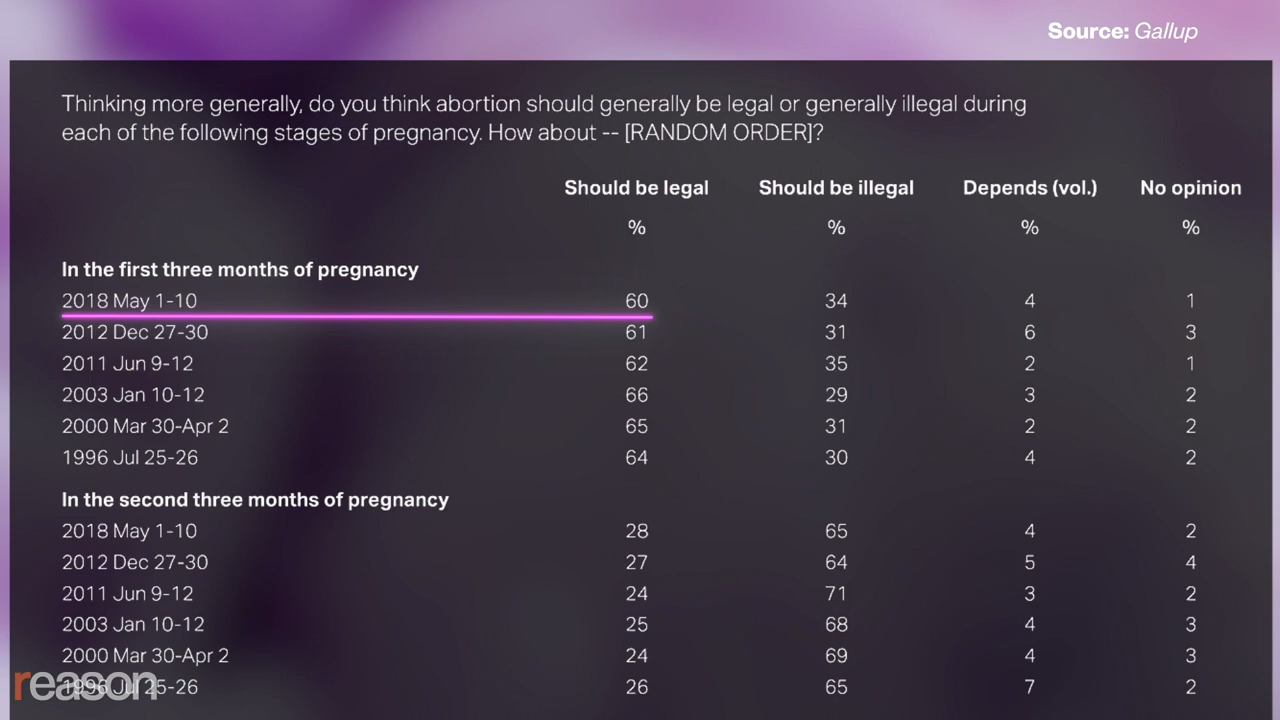 Source: Gallup
Thinking more generally, do you think abortion should generally be legal or generally illegal during
each of the following stages of pregnancy. How about -- [RANDOM ORDER]?
Should be legal Should be illegal Depends (vol.) No opinion
% % % %
In the first three months of pregnancy
2018 May 1-10 60 34 4 1
2012 Dec 27-30 61 31 6 3
2011 Jun 9-12 62 35 2 1
2003 Jan 10-12 66 29 3 2
2000 Mar 30-Apr 2 65 31 2 2
1996 Jul 25-26 64 30 4 2
In the second three months of pregnancy
2018 May 1-10 28 65 4 2
2012 Dec 27-30 27 64 5 4
2011 Jun 9-12 24 71 3 2
2003 Jan 10-12 25 68 4 3
2000 Mar 30-Apr 2 24 69 4 3
1996 Jul 25-26 26 65 7 2
reason